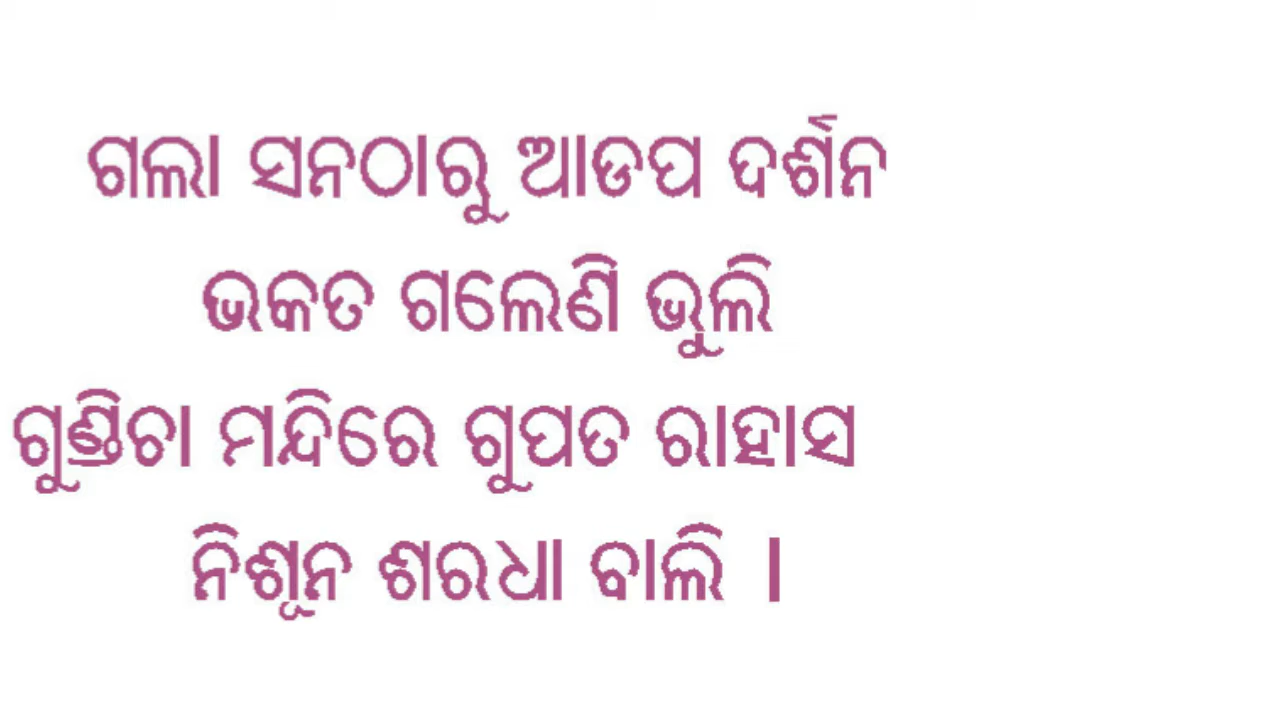 ଗଲା ସନଠାରୁ ଆଡପ ଦର୍ଶନ
ଭକତ ଗଲେଣି ଭୁଲି
ଗୁଣ୍ଡିଚା ମନ୍ଦିରେ ଗୁପତ ରାହାସ
ନିଶୂନ ଶରଧା ବାଲି ।